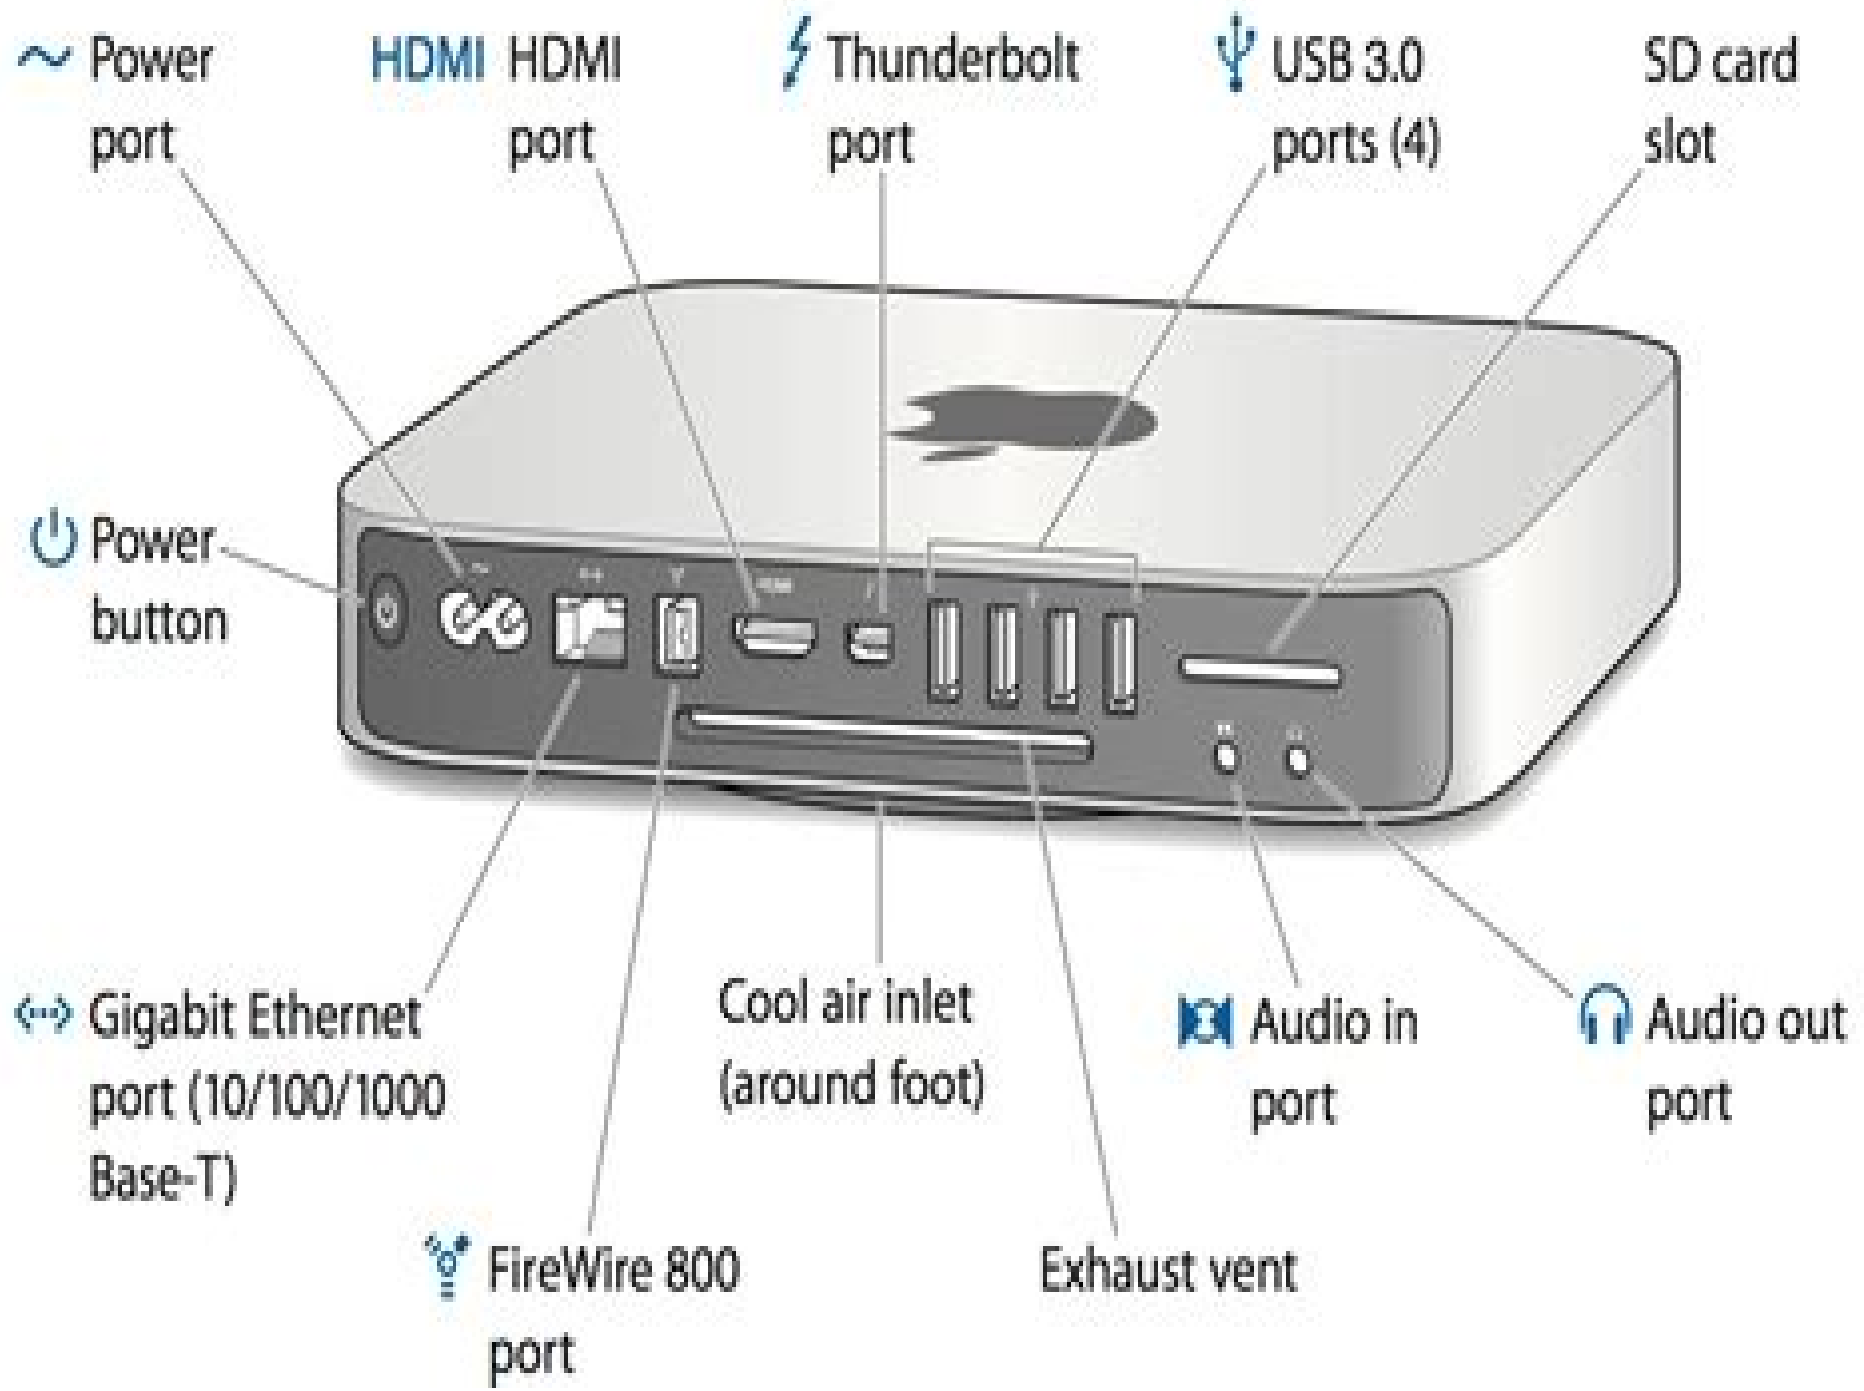 Power
port
HDMI HDMI
port
Thunderbolt
port
USB 3.0
ports (4)
SD card
slot
Power
button
HDMI
Gigabit Ethernet
port (10/100/1000
Base-T)
FireWire 800
port
Cool air inlet
(around foot)
Exhaust vent
Audio in
port
Audio out
port